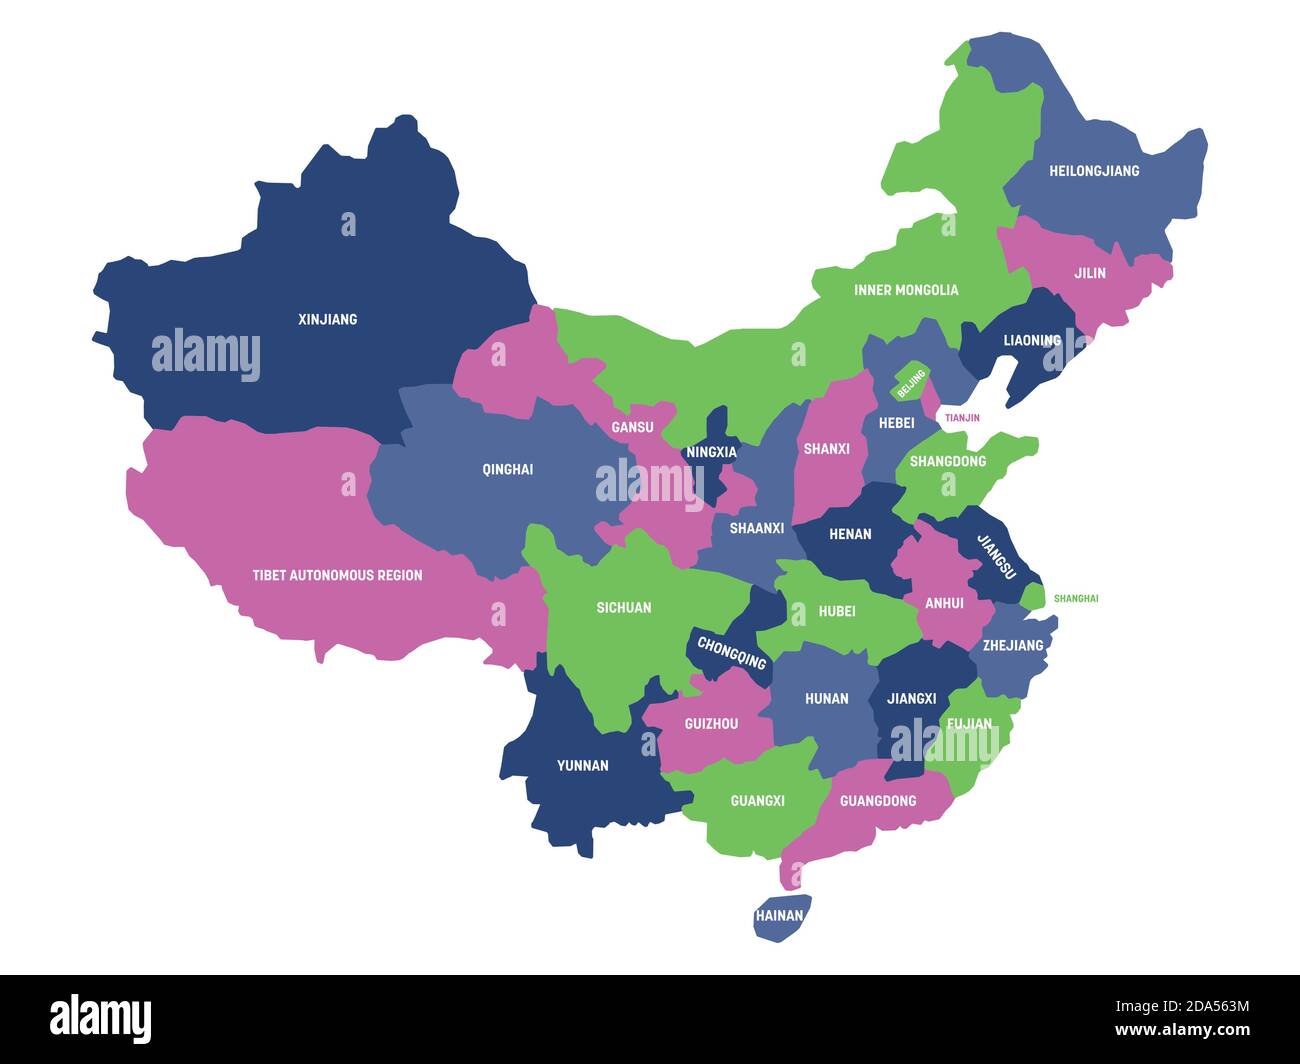 HEILONGJIANG
JILIN
INNER MONGOLIA
XINJIANG
LIAONING
BEIJING
TIANJIN
HEBEI
GANSU
SHANXI
NINGXIA
SHANGDONG
QINGHAI
SHAANXI
HENAN
JIANGSU
TIBET AUTONOMOUS REGION
SHANGHAI
ANHUI
SICHUAN
HUBEI
ZHEJIANG
CHONGQING
HUNAN
JIANGXI
GUIZHOU
FUJIAN
YUNNAN
GUANGXI
GUANGDONG
HAINAN
a
alamy
a
alamy
a
alamy
a
a
alamy
Image ID: 2DA563M
www.alamy.com